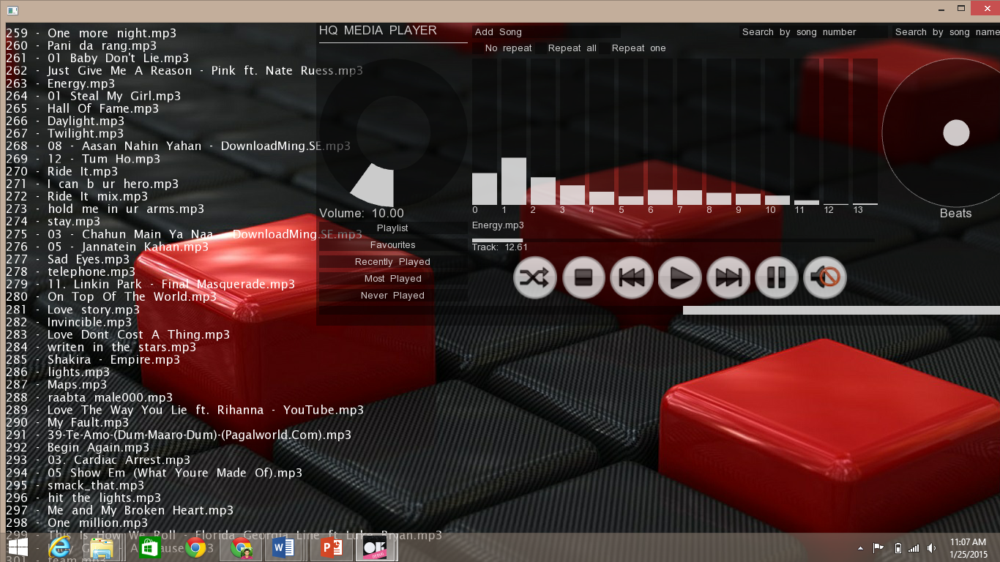 259 - One more night.mp3
260 - Pani da rang.mp3
261 - 01 Baby Don't Lie.mp3
262 - Just Give Me A Reason - Pink ft. Nate Ruess.mp3
263 - Energy.mp3
264 - 01 Steal My Girl.mp3
265 - Hall Of Fame.mp3
266 - Daylight.mp3
267 - Twilight.mp3
268 - 08 - Aasan Nahin Yahan - DownloadMing.SE.mp3
269 - 12 - Tum Ho.mp3
270 - Ride It.mp3
271 - I can b ur hero.mp3
272 - Ride It mix.mp3
273 - hold me in ur arms.mp3
274 - stay.mp3
275 - 03 - Chahun Main Ya Naa - DownloadMing.SE.mp3
276 - 05 - Jannatein Kahan.mp3
277 - Sad Eyes.mp3
278 - telephone.mp3
279 - 11. Linkin Park - Final Masquerade.mp3
280 - On Top Of The World.mp3
281 - Love story.mp3
282 - Invincible.mp3
283 - Love Dont Cost A Thing.mp3
284 - writen in the stars.mp3
285 - Shakira - Empire.mp3
286 - lights.mp3
287 - Maps.mp3
288 - raabta male000.mp3
289 - Love The Way You Lie ft. Rihanna - YouTube.mp3
290 - My Fault.mp3
291 - 39-Te-Amo-(Dum-Maaro-Dum)-(Pagalworld.Com).mp3
292 - Begin Again.mp3
293 - 03. Cardiac Arrest.mp3
294 - 05 Show Em (What Youre Made Of).mp3
295 - smack_that.mp3
296 - hit the lights.mp3
297 - Me and My Broken Heart.mp3
298 - One million.mp3
299 - This Is How We Roll - Florida Georgia Line ft Luke Bryan.mp3
301 - team.mp3
HQ MEDIA PLAYER
Add Song
Search by song number
Search by song name
No repeat
Repeat all
Repeat one
Volume: 10.00
0 1 2 3 4 5 6 7 8 9 10 11 12 13
Beats
Energy.mp3
Track: 12.61
Playlist
Favourites
Recently Played
Most Played
Never Played
DEBUG
11:07 AM
1/25/2015